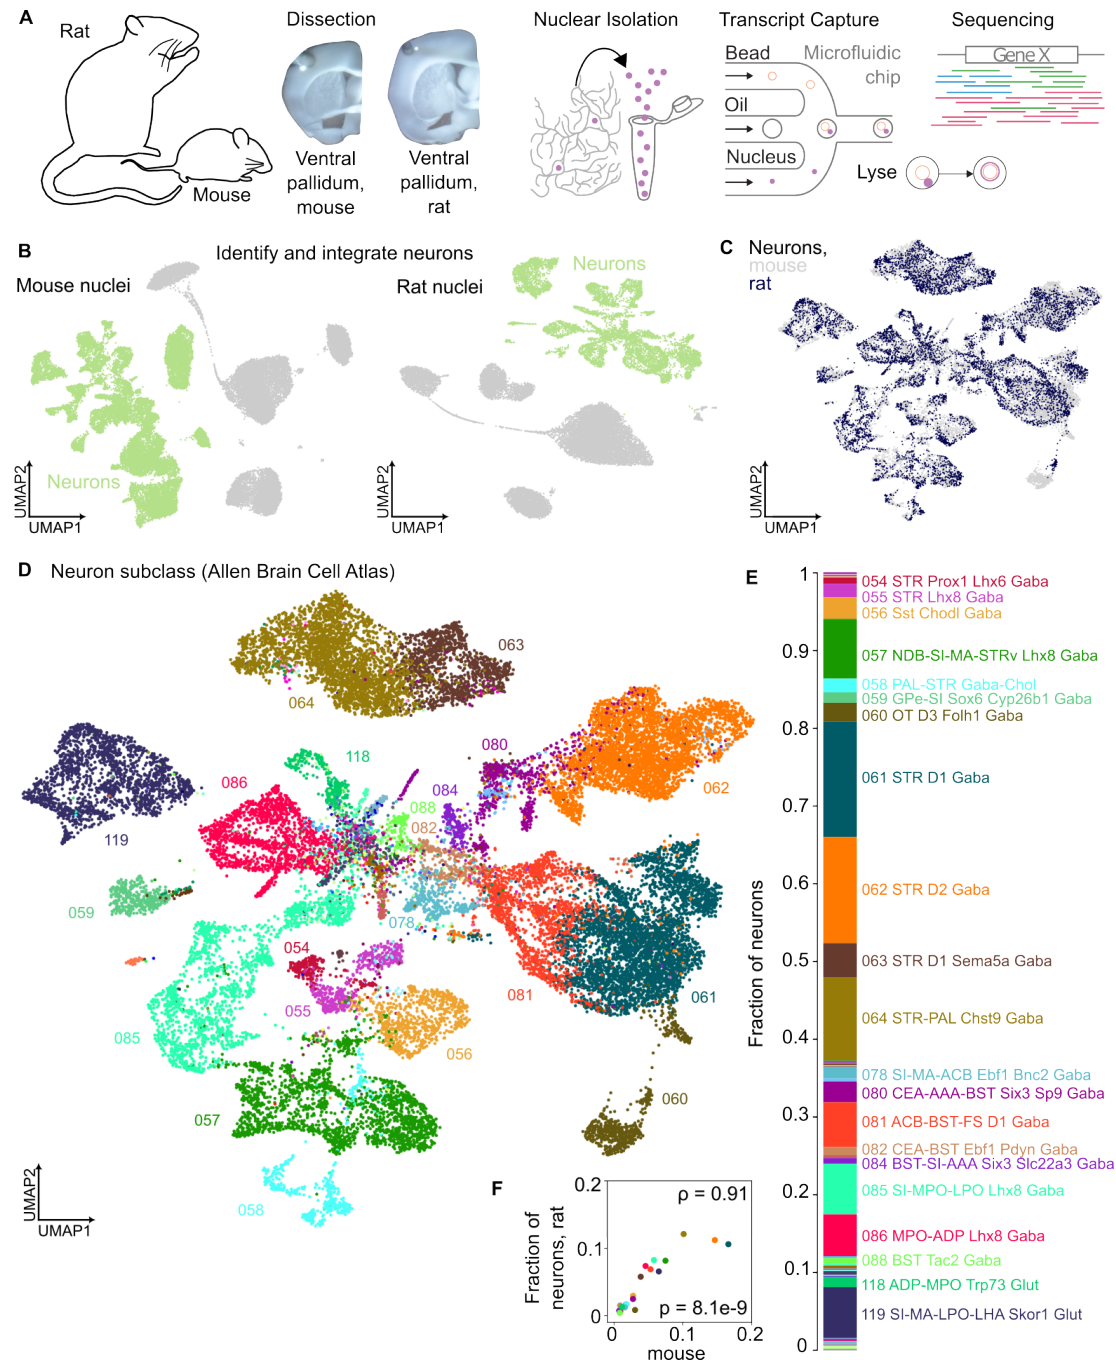 A
Rat
Mouse
Dissection
Ventral
pallidum,
mouse
Ventral
pallidum,
rat
Nuclear Isolation
Transcript Capture
Bead
Microfluidic
chip
Oil
Nucleus
Lyse
Sequencing
Gene X
B
Identify and integrate neurons
Mouse nuclei
Neurons
UMAP2
UMAP1
Rat nuclei
Neurons
UMAP2
UMAP1
C
Neurons,
mouse
rat
UMAP2
UMAP1
D Neuron subclass (Allen Brain Cell Atlas)
063
064
080
062
118
086
084
088
082
119
059
078
054
055
081
061
085
056
057
060
058
UMAP2
UMAP1
E
Fraction of neurons
1
0.9
0.8
0.7
0.6
0.5
0.4
0.3
0.2
0.1
0
054 STR Prox1 Lhx6 Gaba
055 STR Lhx8 Gaba
056 Sst Chodl Gaba
057 NDB-SI-MA-STRv Lhx8 Gaba
058 PAL-STR Gaba-Chol
059 GPe-SI Sox6 Cyp26b1 Gaba
060 OT D3 Folh1 Gaba
061 STR D1 Gaba
062 STR D2 Gaba
063 STR D1 Sema5a Gaba
064 STR-PAL Chst9 Gaba
078 SI-MA-ACB Ebf1 Bnc2 Gaba
080 CEA-AAA-BST Six3 Sp9 Gaba
081 ACB-BST-FS D1 Gaba
082 CEA-BST Ebf1 Pdyn Gaba
084 BST-SI-AAA Six3 Slc22a3 Gaba
085 SI-MPO-LPO Lhx8 Gaba
086 MPO-ADP Lhx8 Gaba
088 BST Tac2 Gaba
118 ADP-MPO Trp73 Glut
119 SI-MA-LPO-LHA Skor1 Glut
F
Fraction of
neurons, rat
0.2
0.1
0
ρ = 0.91
p = 8.1e-9
0
0.1
0.2
mouse